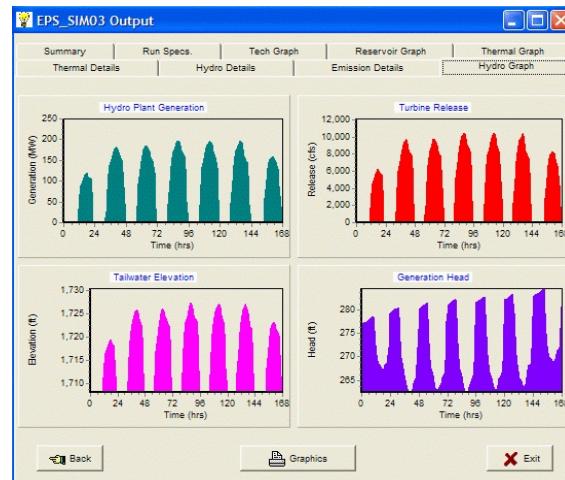 EPS_SIM03 Output
Summary Run Specs. Tech Graph Reservoir Graph Thermal Graph
Thermal Details Hydro Details Emission Details Hydro Graph
Hydro Plant Generation
250
200
150
100
50
0
Generation (MW)
0 24 48 72 96 120 144 168
Time (hrs)
Turbine Release
12,000
10,000
8,000
6,000
4,000
2,000
0
Release (cfs)
0 24 48 72 96 120 144 168
Time (hrs)
Tailwater Elevation
1,730
1,725
1,720
1,715
1,710
Elevation (ft)
0 24 48 72 96 120 144 168
Time (hrs)
Generation Head
280
275
270
265
Head (ft)
0 24 48 72 96 120 144 168
Time (hrs)
Back Graphics Exit